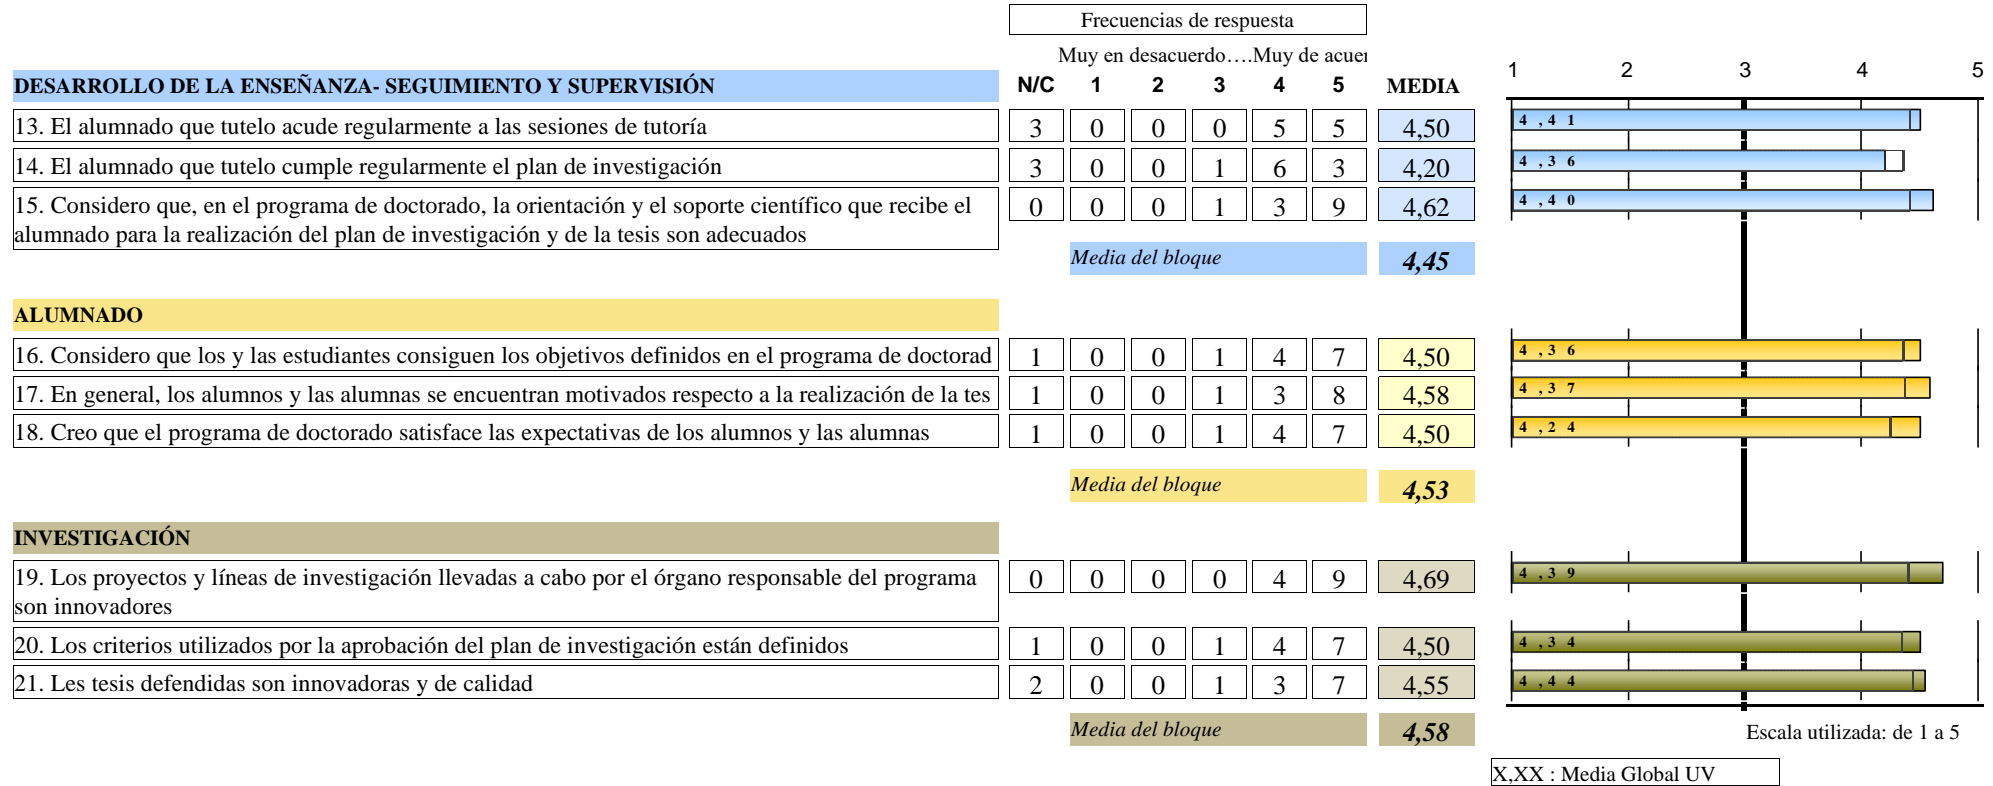 Frecuencias de respuesta
Muy en desacuerdo….Muy de acuer
DESARROLLO DE LA ENSEÑANZA- SEGUIMIENTO Y SUPERVISIÓN N/C 1 2 3 4 5 MEDIA 1 2 3 4 5
13. El alumnado que tutelo acude regularmente a las sesiones de tutoría 3 0 0 0 5 5 4,50 4,41
14. El alumnado que tutelo cumple regularmente el plan de investigación 3 0 0 1 6 3 4,20 4,36
15. Considero que, en el programa de doctorado, la orientación y el soporte científico que recibe el
alumnado para la realización del plan de investigación y de la tesis son adecuados 0 0 0 1 3 9 4,62 4,40
Media del bloque 4,45
ALUMNADO
16. Considero que los y las estudiantes consiguen los objetivos definidos en el programa de doctorad 1 0 0 1 4 7 4,50 4,36
17. En general, los alumnos y las alumnas se encuentran motivados respecto a la realización de la tes 1 0 0 1 3 8 4,58 4,37
18. Creo que el programa de doctorado satisface las expectativas de los alumnos y las alumnas 1 0 0 1 4 7 4,50 4,24
Media del bloque 4,53
INVESTIGACIÓN
19. Los proyectos y líneas de investigación llevadas a cabo por el órgano responsable del programa
son innovadores 0 0 0 0 4 9 4,69 4,39
20. Los criterios utilizados por la aprobación del plan de investigación están definidos 1 0 0 1 4 7 4,50 4,34
21. Les tesis defendidas son innovadoras y de calidad 2 0 0 1 3 7 4,55 4,44
Media del bloque 4,58
Escala utilizada: de 1 a 5
X,XX : Media Global UV